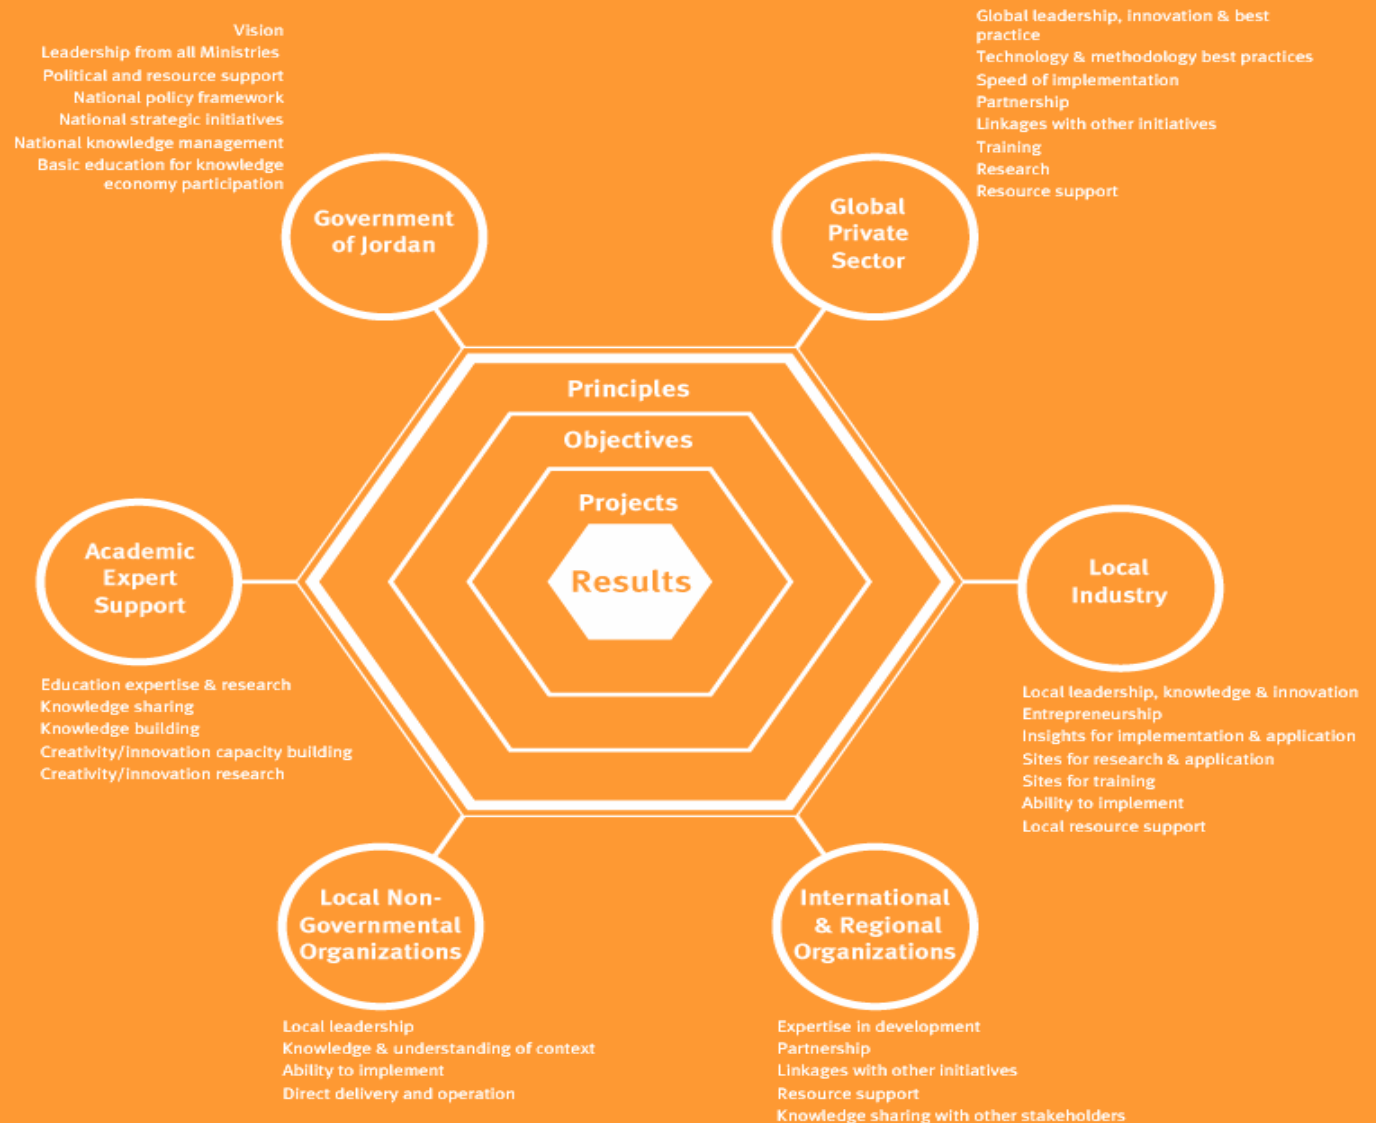 Vision
Leadership from all Ministries
Political and resource support
National policy framework
National strategic initiatives
National knowledge management
Basic education for knowledge
economy participation
Government
of Jordan
Global leadership, innovation & best
practice
Technology & methodology best practices
Speed of implementation
Partnership
Linkages with other initiatives
Training
Research
Resource support
Global
Private
Sector
Principles
Objectives
Projects
Results
Academic
Expert
Support
Education expertise & research
Knowledge sharing
Knowledge building
Creativity/innovation capacity building
Creativity/innovation research
Local
Industry
Local leadership, knowledge & innovation
Entrepreneurship
Insights for implementation & application
Sites for research & application
Sites for training
Ability to implement
Local resource support
Local Non-
Governmental
Organizations
Local leadership
Knowledge & understanding of context
Ability to implement
Direct delivery and operation
International
& Regional
Organizations
Expertise in development
Partnership
Linkages with other initiatives
Resource support
Knowledge sharing with other stakeholders